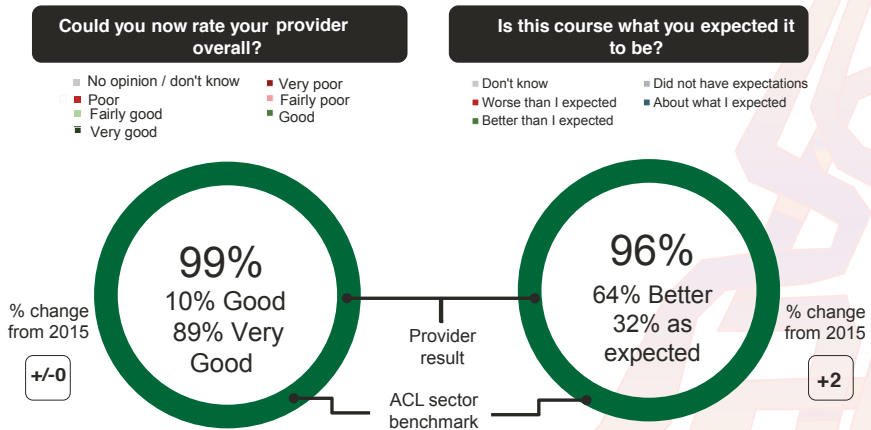 Could you now rate your provider
overall?
No opinion / don't know
Very poor
Poor
Fairly poor
Fairly good
Good
Very good
99%
10% Good
89% Very
Good
% change
from 2015
+/-0
Provider
result
ACL sector
benchmark
Is this course what you expected it
to be?
Don't know
Did not have expectations
Worse than I expected
About what I expected
Better than I expected
96%
64% Better
32% as
expected
% change
from 2015
+2